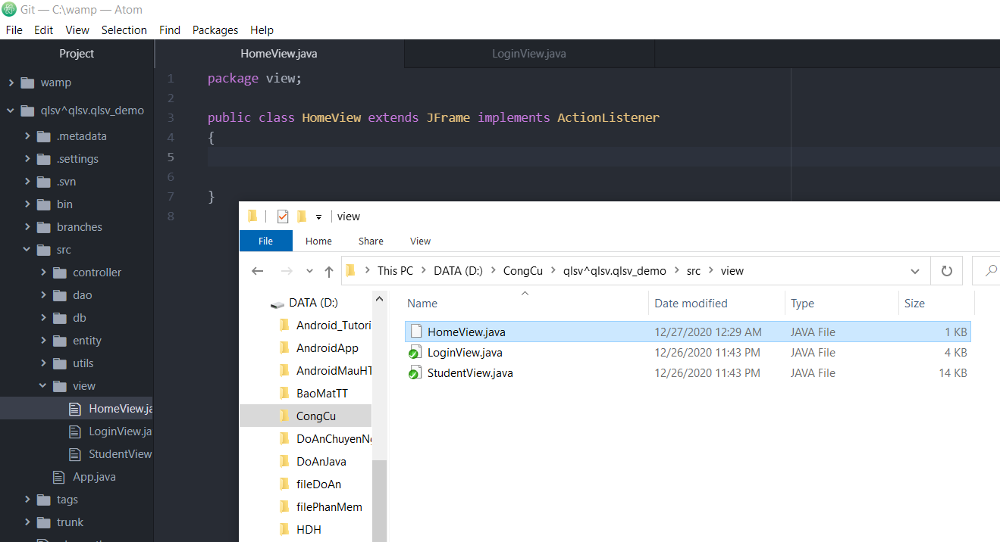 Git — C:\wamp — Atom
File Edit View Selection Find Packages Help
Project
wamp
qlsv^qlsv.qlsv_demo
.metadata
.settings
.svn
bin
branches
src
controller
dao
db
entity
utils
view
HomeView.ja
LoginView.ja
StudentView
App.java
tags
trunk
HomeView.java LoginView.java
1 package view;
2
3 public class HomeView extends JFrame implements ActionListener
4 {
5
6
7 }
8
view
File Home Share View
This PC DATA (D:) CongCu qlsv^qlsv.qlsv_demo src view
DATA (D:)
Android_Tutori
AndroidApp
AndroidMauHT
BaoMatTT
CongCu
DoAnChuyenNg
DoAnJava
fileDoAn
filePhanMem
HDH
Name Date modified Type Size
HomeView.java 12/27/2020 12:29 AM JAVA File 1 KB
LoginView.java 12/26/2020 11:43 PM JAVA File 4 KB
StudentView.java 12/26/2020 11:43 PM JAVA File 14 KB